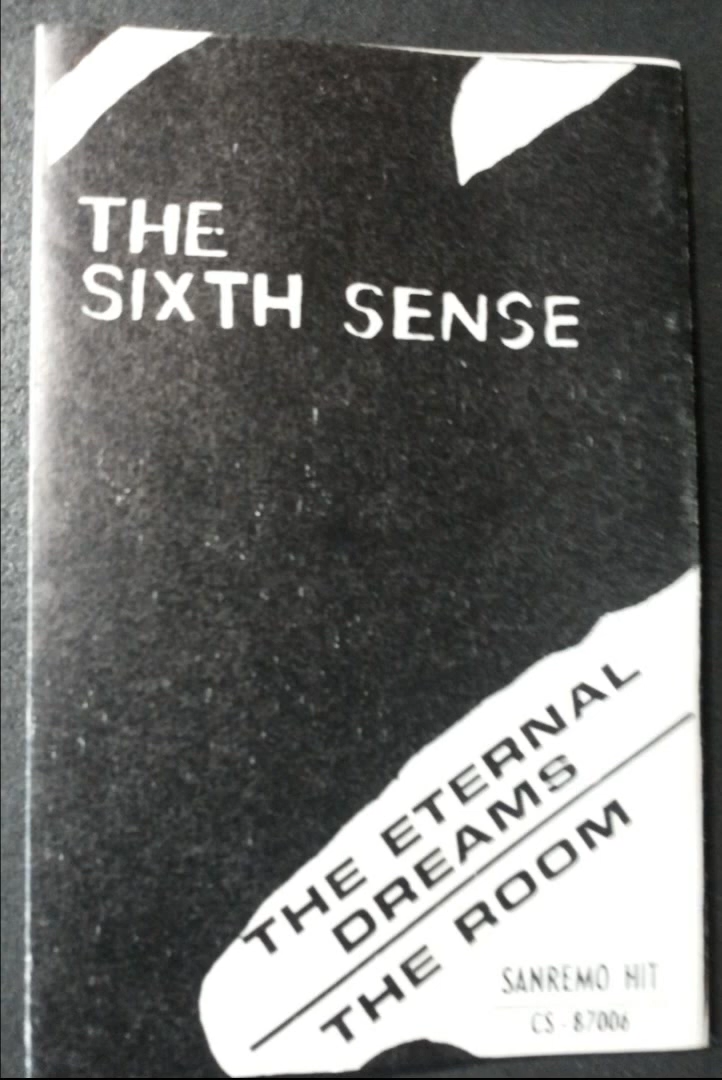 THE
SIXTH SENSE
THE ETERNAL
DREAMS
THE ROOM
SANREMO HIT
CS - 87006